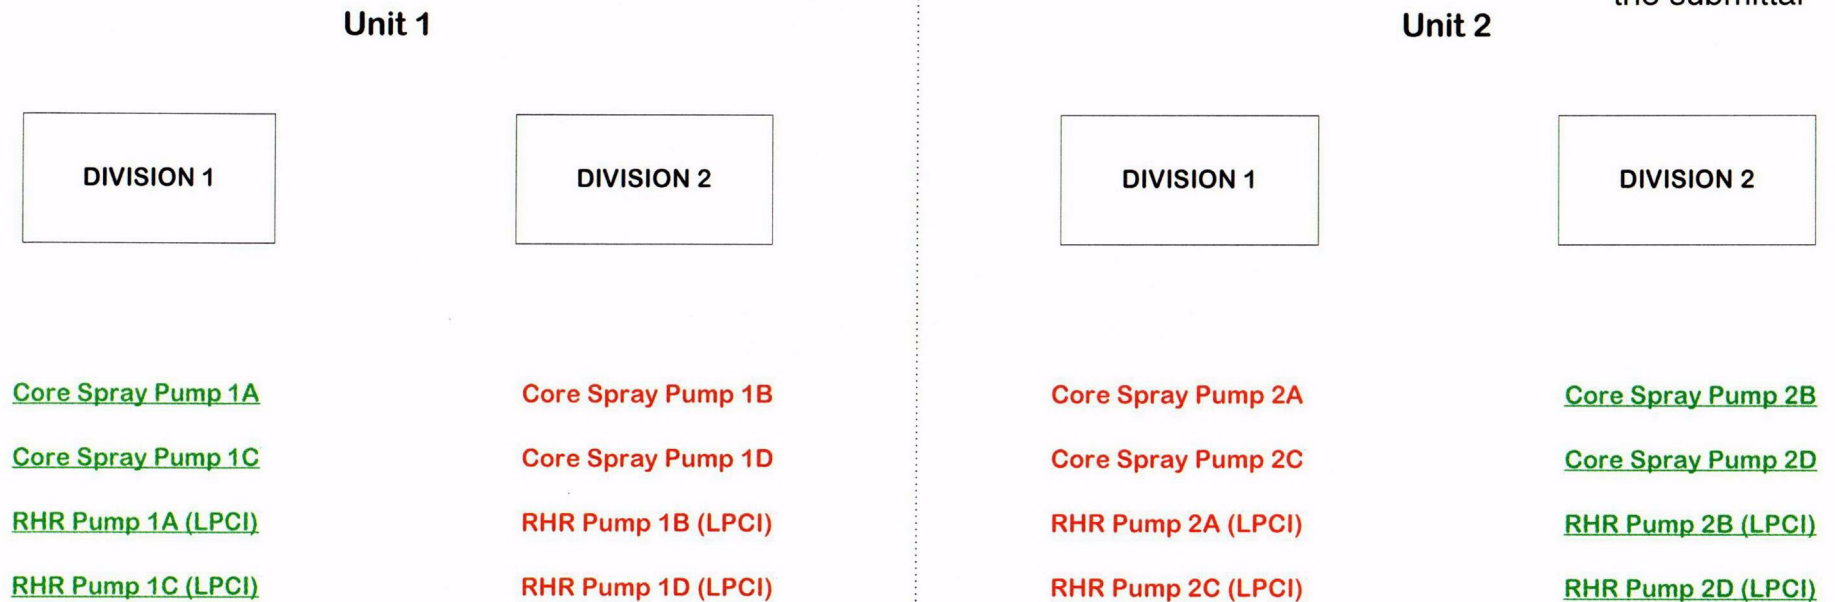 the submittal
Unit 1
Unit 2
DIVISION 1
DIVISION 2
DIVISION 1
DIVISION 2
Core Spray Pump 1A
Core Spray Pump 1B
Core Spray Pump 2A
Core Spray Pump 2B
Core Spray Pump 1C
Core Spray Pump 1D
Core Spray Pump 2C
Core Spray Pump 2D
RHR Pump 1A (LPCI)
RHR Pump 1B (LPCI)
RHR Pump 2A (LPCI)
RHR Pump 2B (LPCI)
RHR Pump 1C (LPCI)
RHR Pump 1D (LPCI)
RHR Pump 2C (LPCI)
RHR Pump 2D (LPCI)